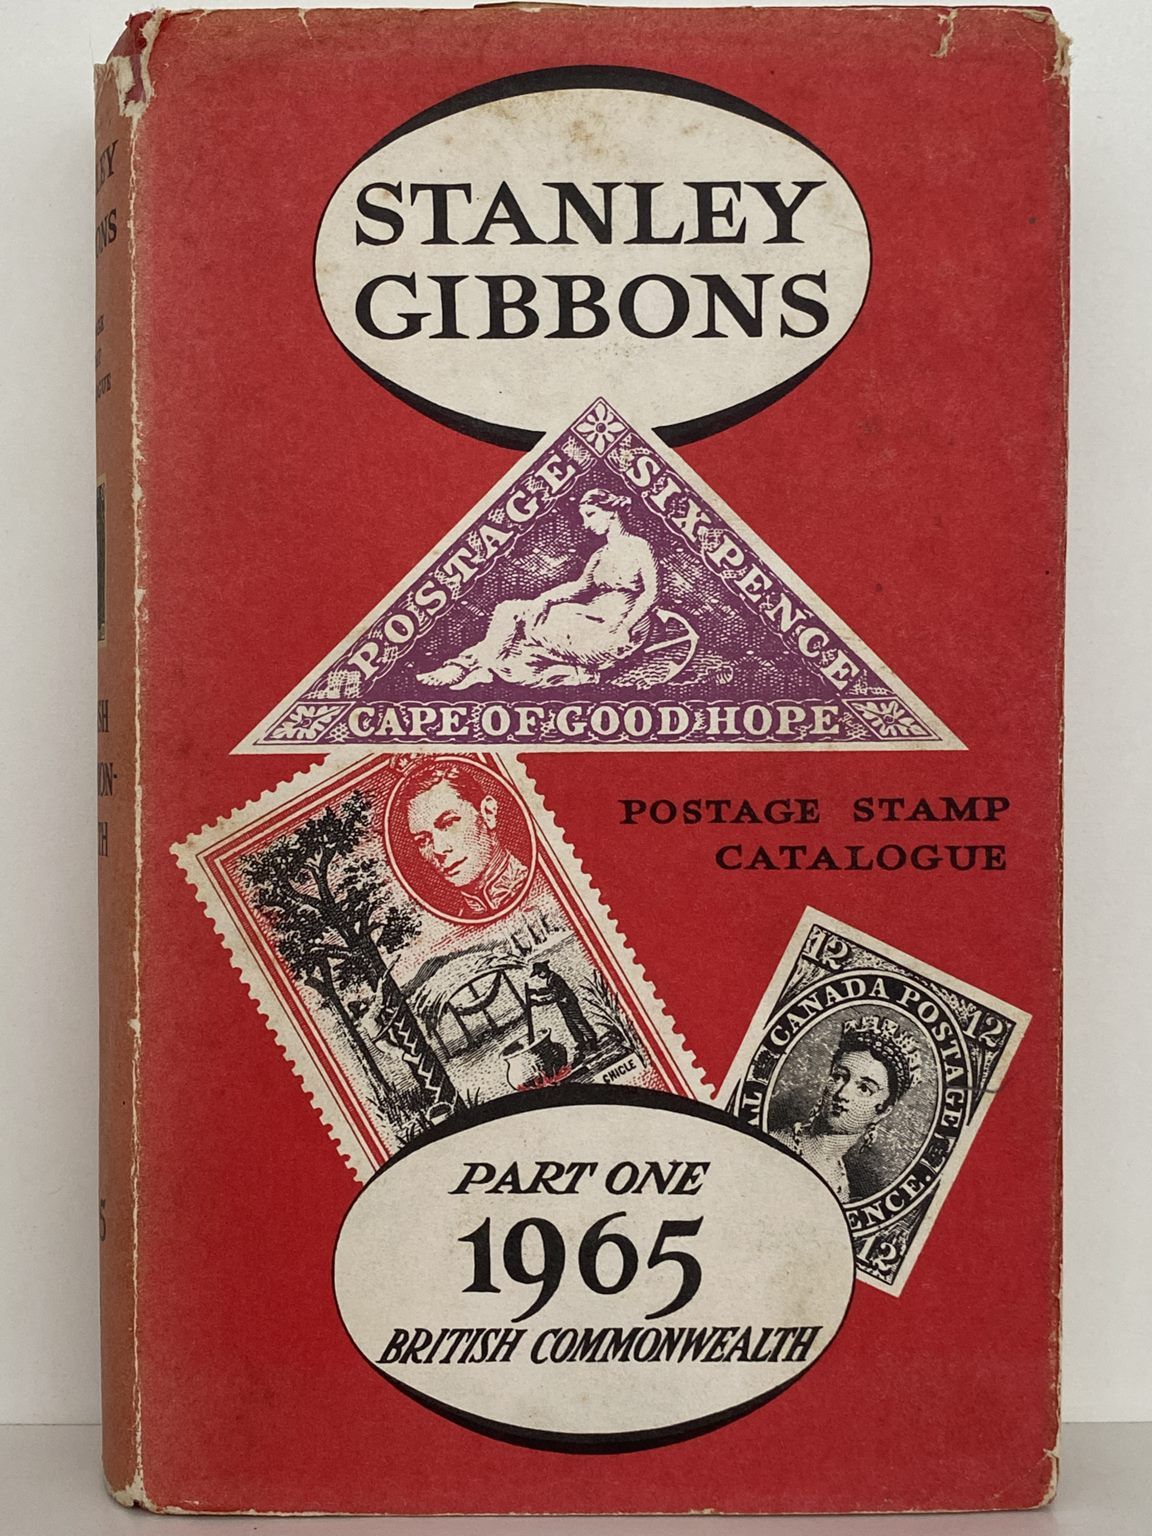 STANLEY
GIBBONS
POSTAGE SIX PENCE
CAPE OF GOOD HOPE
POSTAGE STAMP
CATALOGUE
CHICLE
12
12
CANADA POSTAGE
12
PART ONE
1965
BRITISH COMMONWEALTH